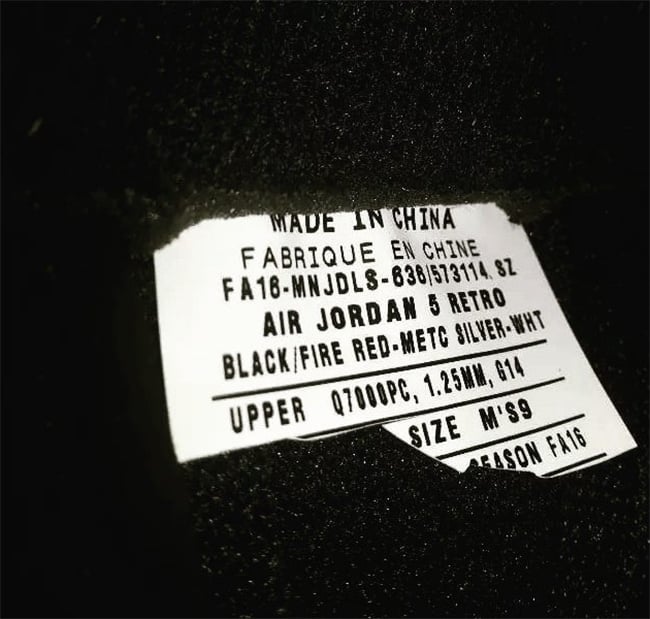 MADE IN CHINA
FABRIQUE EN CHINE
FA16-MNJDLS-636/573114.SZ
AIR JORDAN 5 RETRO
BLACK/FIRE RED-METC SILVER-WHT
UPPER Q7000PC, 1.25MM, G14
SIZE M'S9
SEASON FA16